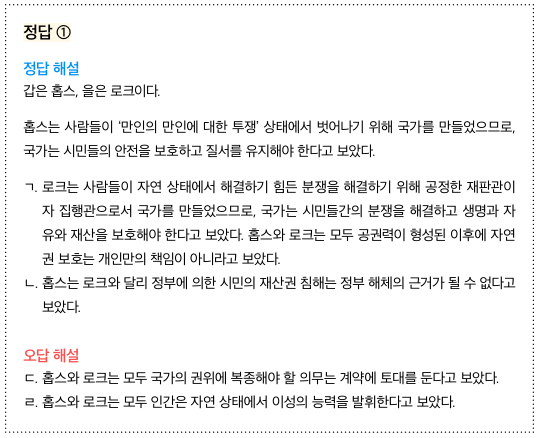 정답 ①
정답 해설
갑은 홉스, 을은 로크이다.
홉스는 사람들이 ‘만인의 만인에 대한 투쟁’ 상태에서 벗어나기 위해 국가를 만들었으므로,
국가는 시민들의 안전을 보호하고 질서를 유지해야 한다고 보았다.
ㄱ. 로크는 사람들이 자연 상태에서 해결하기 힘든 분쟁을 해결하기 위해 공정한 재판관이
자 집행관으로서 국가를 만들었으므로, 국가는 시민들간의 분쟁을 해결하고 생명과 자
유와 재산을 보호해야 한다고 보았다. 홉스와 로크는 모두 공권력이 형성된 이후에 자연
권 보호는 개인만의 책임이 아니라고 보았다.
ㄴ. 홉스는 로크와 달리 정부에 의한 시민의 재산권 침해는 정부 해체의 근거가 될 수 없다고
보았다.
오답 해설
ㄷ. 홉스와 로크는 모두 국가의 권위에 복종해야 할 의무는 계약에 토대를 둔다고 보았다.
ㄹ. 홉스와 로크는 모두 인간은 자연 상태에서 이성의 능력을 발휘한다고 보았다.